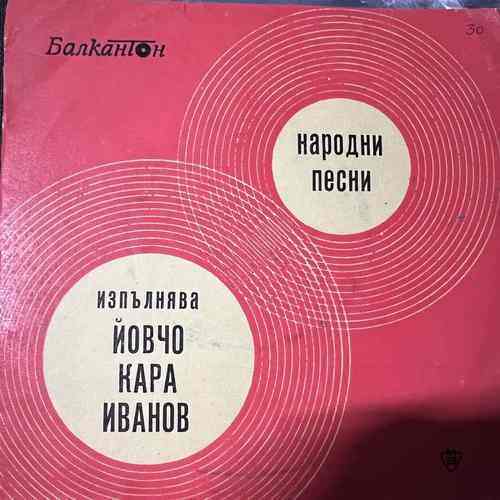 Балкантон
30
народни
песни
изпълнява
ЙОВЧО
КАРА
ИВАНОВ